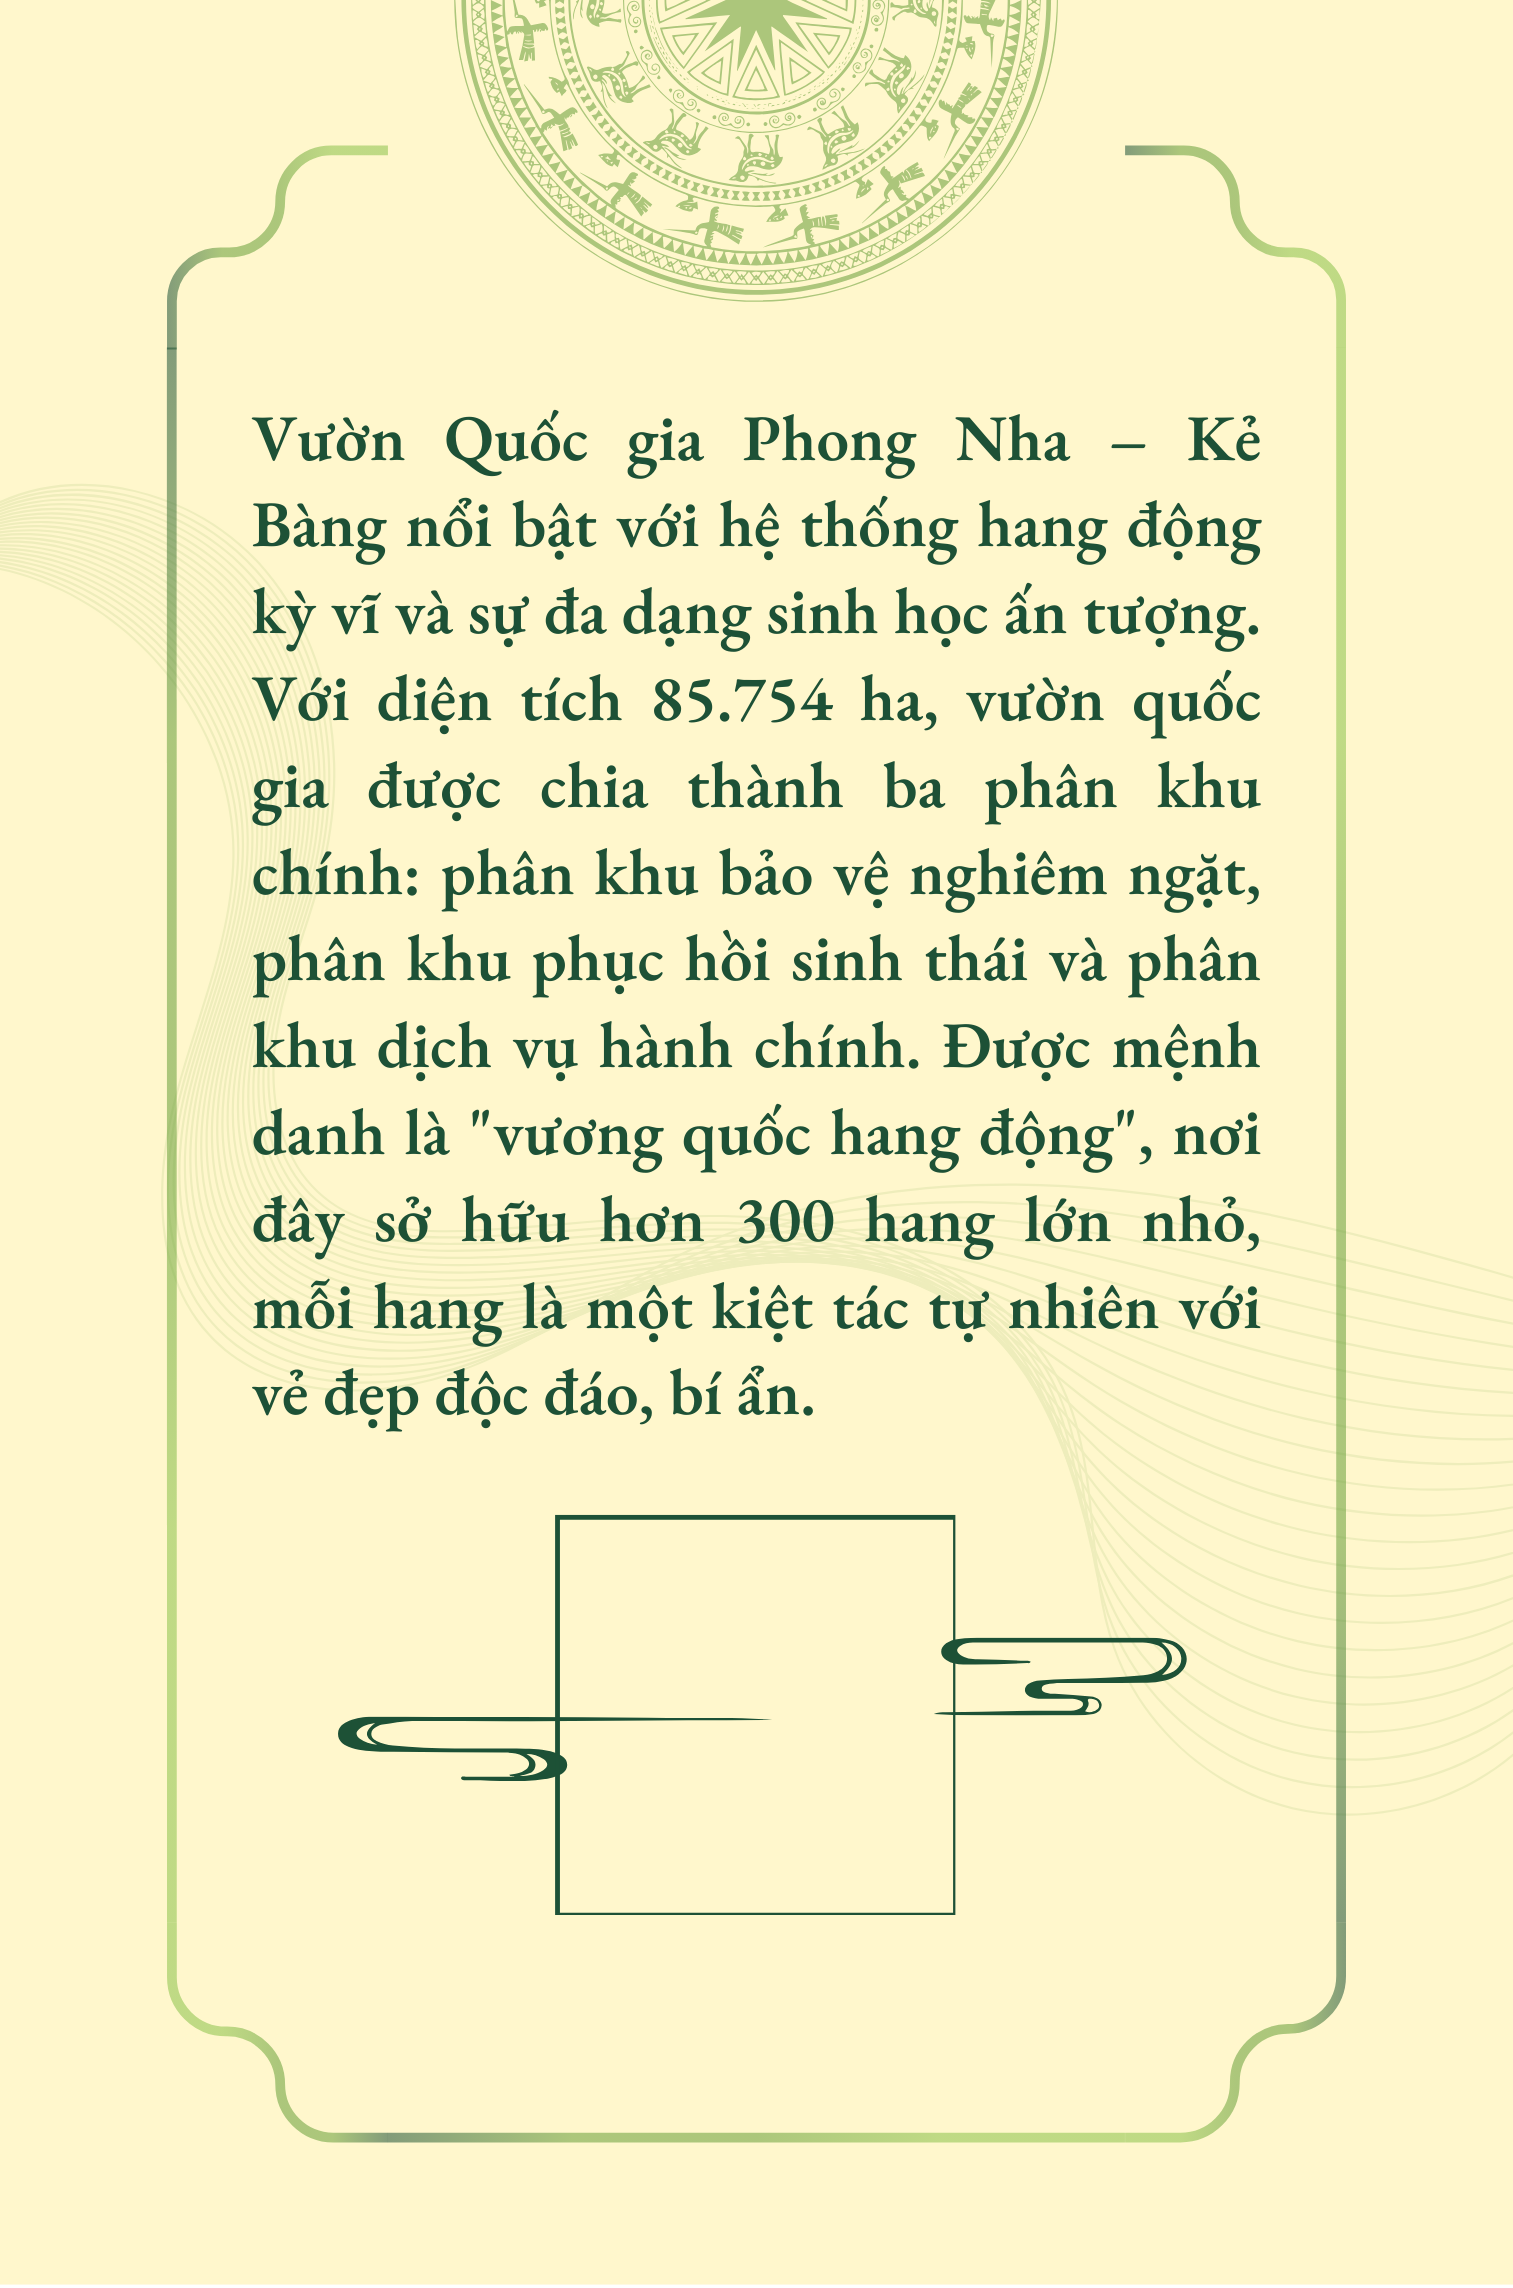 Vườn Quốc gia Phong Nha – Kẻ
Bàng nổi bật với hệ thống hang động
kỳ vĩ và sự đa dạng sinh học ấn tượng.
Với diện tích 85.754 ha, vườn quốc
gia được chia thành ba phân khu
chính: phân khu bảo vệ nghiêm ngặt,
phân khu phục hồi sinh thái và phân
khu dịch vụ hành chính. Được mệnh
danh là "vương quốc hang động", nơi
đây sở hữu hơn 300 hang lớn nhỏ,
mỗi hang là một kiệt tác tự nhiên với
vẻ đẹp độc đáo, bí ẩn.